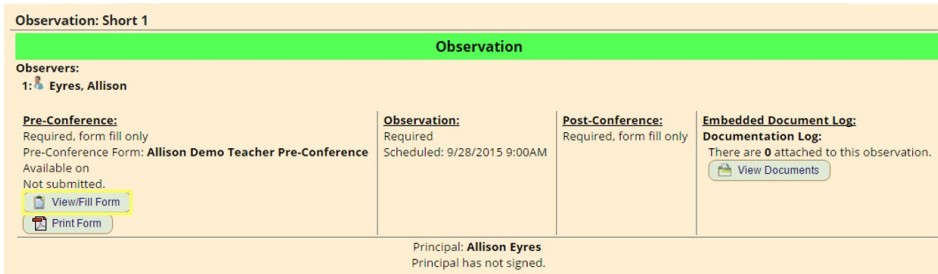 Observation: Short 1
Observation
Observers:
1: Eyres, Allison
Pre-Conference:
Required, form fill only
Pre-Conference Form: Allison Demo Teacher Pre-Conference
Available on
Not submitted.
View/Fill Form
Print Form
Observation:
Required
Scheduled: 9/28/2015 9:00AM
Post-Conference:
Required, form fill only
Embedded Document Log:
Documentation Log:
There are 0 attached to this observation.
View Documents
Principal: Allison Eyres
Principal has not signed.